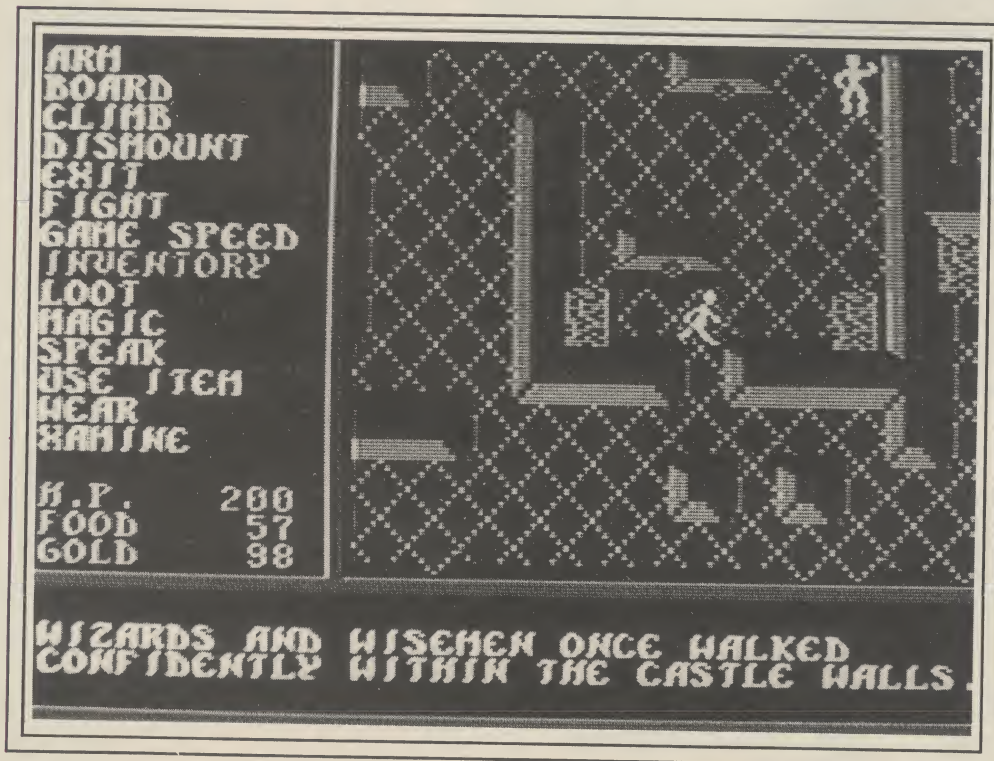 ARM
BOARD
CLIMB
DISMOUNT
EXIT
FIGHT
GAME SPEED
INVENTORY
LOOT
MAGIC
SPEAK
USE ITEM
WEAR
XAMINE
H.P. 200
FOOD 57
GOLD 98
WIZARDS AND WISEMEN ONCE WALKED
CONFIDENTLY WITHIN THE CASTLE WALLS.